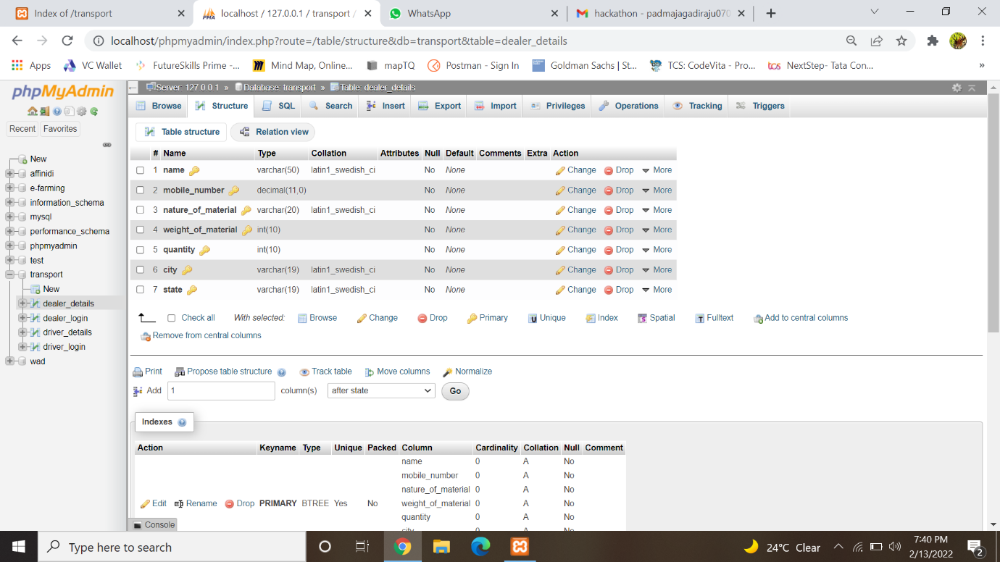 Index of /transport
localhost / 127.0.0.1 / transport /
WhatsApp
hackathon - padmajagadiraju070
localhost/phpmyadmin/index.php?route=/table/structure&db=transport&table=dealer_details
Apps VC Wallet FutureSkills Prime -... Mind Map, Online... mapTQ Postman - Sign In Goldman Sachs | St... TCS: CodeVita - Pro... tcs NextStep- Tata Con... »
phpMyAdmin
Recent Favorites
New
affinidi
e-farming
information_schema
mysql
performance_schema
phpmyadmin
test
transport
New
dealer_details
dealer_login
driver_details
driver_login
wad
Server: 127.0.0.1 » Database: transport » Table: dealer_details
Browse Structure SQL Search Insert Export Import Privileges Operations Tracking Triggers
Table structure Relation view
# Name Type Collation Attributes Null Default Comments Extra Action
1 name varchar(50) latin1_swedish_ci No None Change Drop More
2 mobile_number decimal(11,0) No None Change Drop More
3 nature_of_material varchar(20) latin1_swedish_ci No None Change Drop More
4 weight_of_material int(10) No None Change Drop More
5 quantity int(10) No None Change Drop More
6 city varchar(19) latin1_swedish_ci No None Change Drop More
7 state varchar(19) latin1_swedish_ci No None Change Drop More
Check all With selected: Browse Change Drop Primary Unique Index Spatial Fulltext Add to central columns
Remove from central columns
Print Propose table structure Track table Move columns Normalize
Add 1 column(s) after state Go
Indexes
Action Keyname Type Unique Packed Column Cardinality Collation Null Comment
name 0 A No
mobile_number 0 A No
nature_of_material 0 A No
Edit Rename Drop PRIMARY BTREE Yes No weight_of_material 0 A No
quantity 0 A No
city 0 A No
Console
Type here to search
24°C Clear
7:40 PM
2/13/2022
2